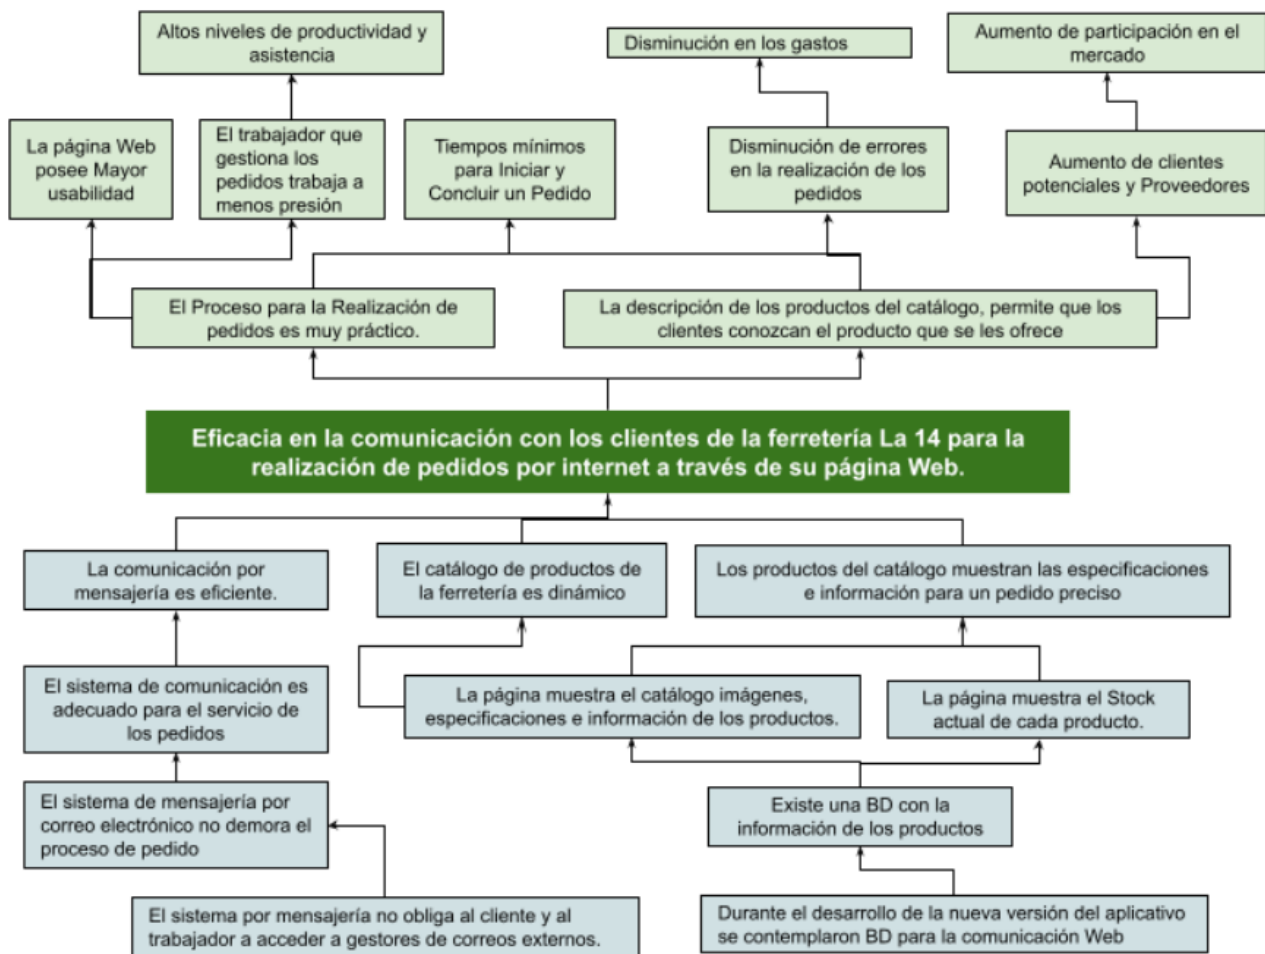 Altos niveles de productividad y
asistencia
Disminución en los gastos
Aumento de participación en el
mercado
La página Web
posee Mayor
usabilidad
El trabajador que
gestiona los
pedidos trabaja a
menos presión
Tiempos mínimos
para Iniciar y
Concluir un Pedido
Disminución de errores
en la realización de los
pedidos
Aumento de clientes
potenciales y Proveedores
El Proceso para la Realización de
pedidos es muy práctico.
La descripción de los productos del catálogo, permite que los
clientes conozcan el producto que se les ofrece
Eficacia en la comunicación con los clientes de la ferretería La 14 para la
realización de pedidos por internet a través de su página Web.
La comunicación por
mensajería es eficiente.
El catálogo de productos de
la ferretería es dinámico
Los productos del catálogo muestran las especificaciones
e información para un pedido preciso
El sistema de comunicación es
adecuado para el servicio de
los pedidos
La página muestra el catálogo imágenes,
especificaciones e información de los productos.
La página muestra el Stock
actual de cada producto.
El sistema de mensajería por
correo electrónico no demora el
proceso de pedido
Existe una BD con la
información de los productos
El sistema por mensajería no obliga al cliente y al
trabajador a acceder a gestores de correos externos.
Durante el desarrollo de la nueva versión del aplicativo
se contemplaron BD para la comunicación Web